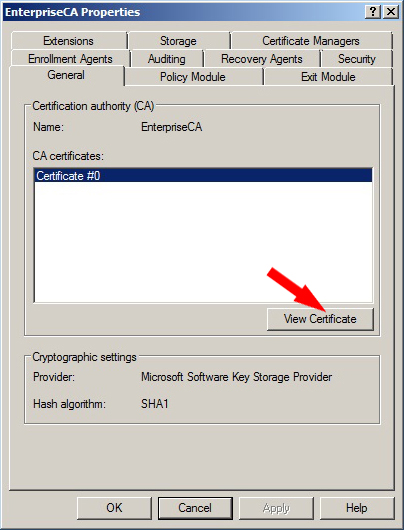 EnterpriseCA Properties
Extensions Storage Certificate Managers
Enrollment Agents Auditing Recovery Agents Security
General Policy Module Exit Module
Certification authority (CA)
Name: EnterpriseCA
CA certificates:
Certificate #0
View Certificate
Cryptographic settings
Provider: Microsoft Software Key Storage Provider
Hash algorithm: SHA1
OK Cancel Apply Help